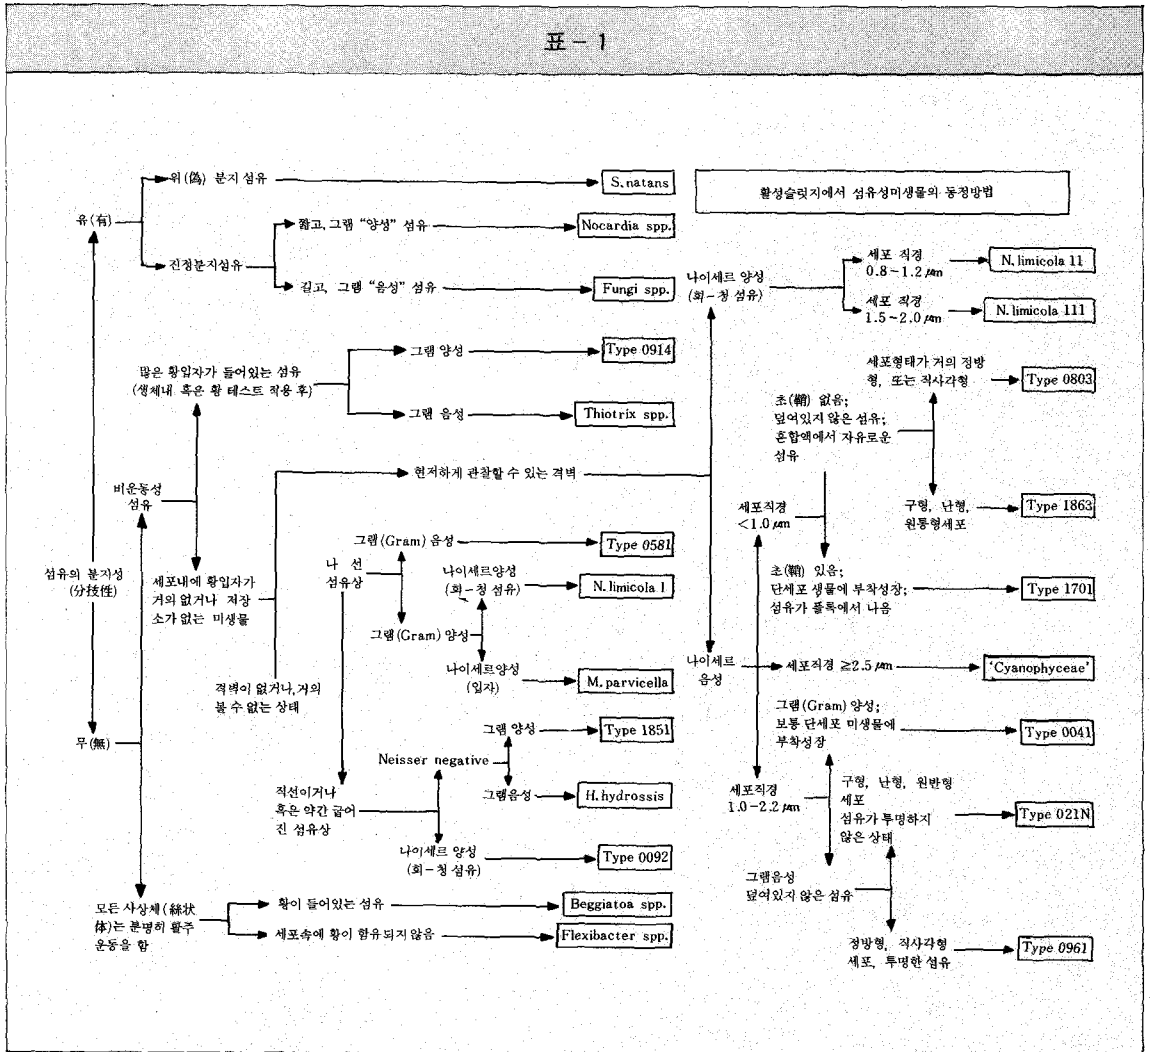 표-1
활성슬럿지에서 섬유성미생물의 동정방법
섬유의 분지성
(分技性)
유(有)
위(偽) 분지 섬유
S. natans
진정분지섬유
짧고, 그램 "양성" 섬유
Nocardia spp.
길고, 그램 "음성" 섬유
Fungi spp.
무(無)
비운동성
섬유
많은 황입자가 들어있는 섬유
(생체내 혹은 황 테스트 적용 후)
그램 양성
Type 0914
그램 음성
Thiotrix spp.
세포내에 황입자가
거의 없거나 저장
소가 없는 미생물
현저하게 관찰할 수 있는 격벽
격벽이 없거나, 거의
볼 수 없는 상태
나 선
섬유상
그램(Gram) 음성
Type 0581
그램(Gram) 양성
나이세르양성
(회-청 섬유)
N. limicola I
나이세르양성
(입자)
M. parvicella
직선이거나
혹은 약간 굽어
진 섬유상
Neisser negative
그램 양성
Type 1851
그램음성
H. hydrossis
나이세르 양성
(회-청 섬유)
Type 0092
모든 사상체(絲状
体)는 분명히 활주
운동을 함
황이 들어있는 섬유
Beggiatoa spp.
세포속에 황이 함유되지 않음
Flexibacter spp.
나이세르 양성
(회-청 섬유)
세포 직경
0.8-1.2 μm
N. limicola 11
세포 직경
1.5~2.0 μm
N. limicola 111
나이세르
음성
세포직경
<1.0 μm
초(鞘) 없음;
덮여있지 않은 섬유;
혼합액에서 자유로운
섬유
세포형태가 거의 정방
형, 또는 직사각형
Type 0803
구형, 난형,
원통형세포
Type 1863
초(鞘) 있음;
단세포 생물에 부착성장;
섬유가 플록에서 나옴
Type 1701
세포직경 ≥2.5 μm
'Cyanophyceae'
세포직경
1.0-2.2 μm
그램(Gram) 양성;
보통 단세포 미생물에
부착성장
Type 0041
그램음성
덮여있지 않은 섬유
구형, 난형, 원반형
세포
섬유가 투명하지
않은 상태
Type 021N
정방형, 직사각형
세포, 투명한 섬유
Type 0961